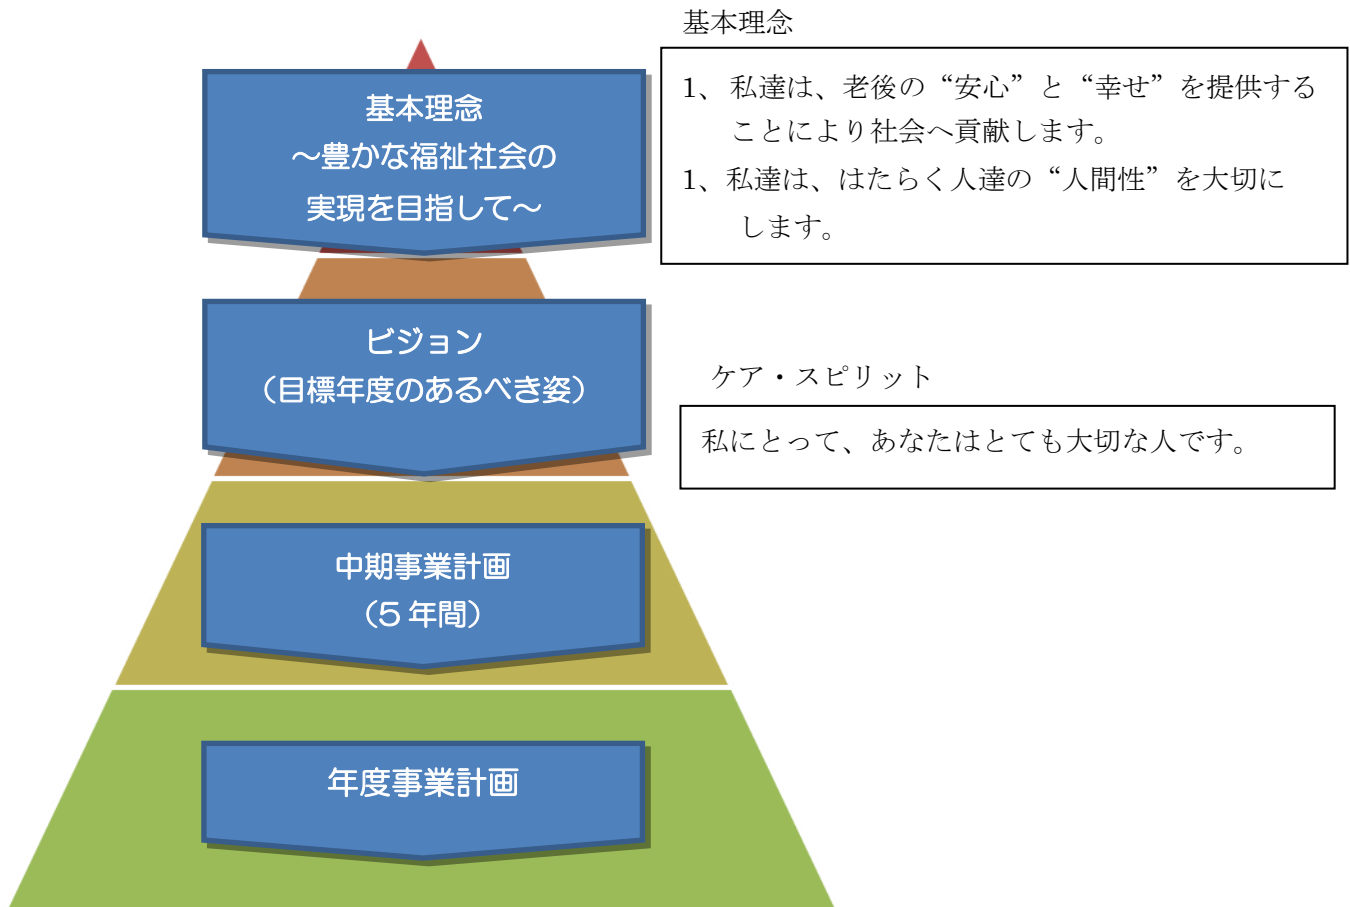 基本理念
1、 私達は、老後の“安心”と“幸せ”を提供する
ことにより社会へ貢献します。
1、私達は、はたらく人達の“人間性”を大切に
します。
基本理念
～豊かな福祉社会の
実現を目指して～
ビジョン
（目標年度のあるべき姿）
ケア・スピリット
私にとって、あなたはとても大切な人です。
中期事業計画
（5 年間）
年度事業計画